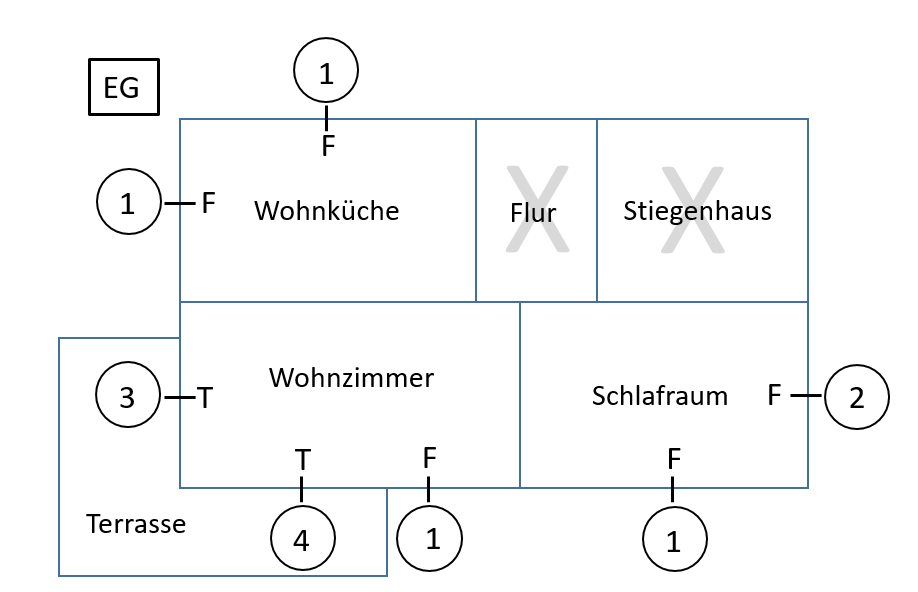 EG
1
F
1
F
Wohnküche
X
Flur
X
Stiegenhaus
3
T
Wohnzimmer
Schlafraum
F
2
T
F
F
Terrasse
4
1
1